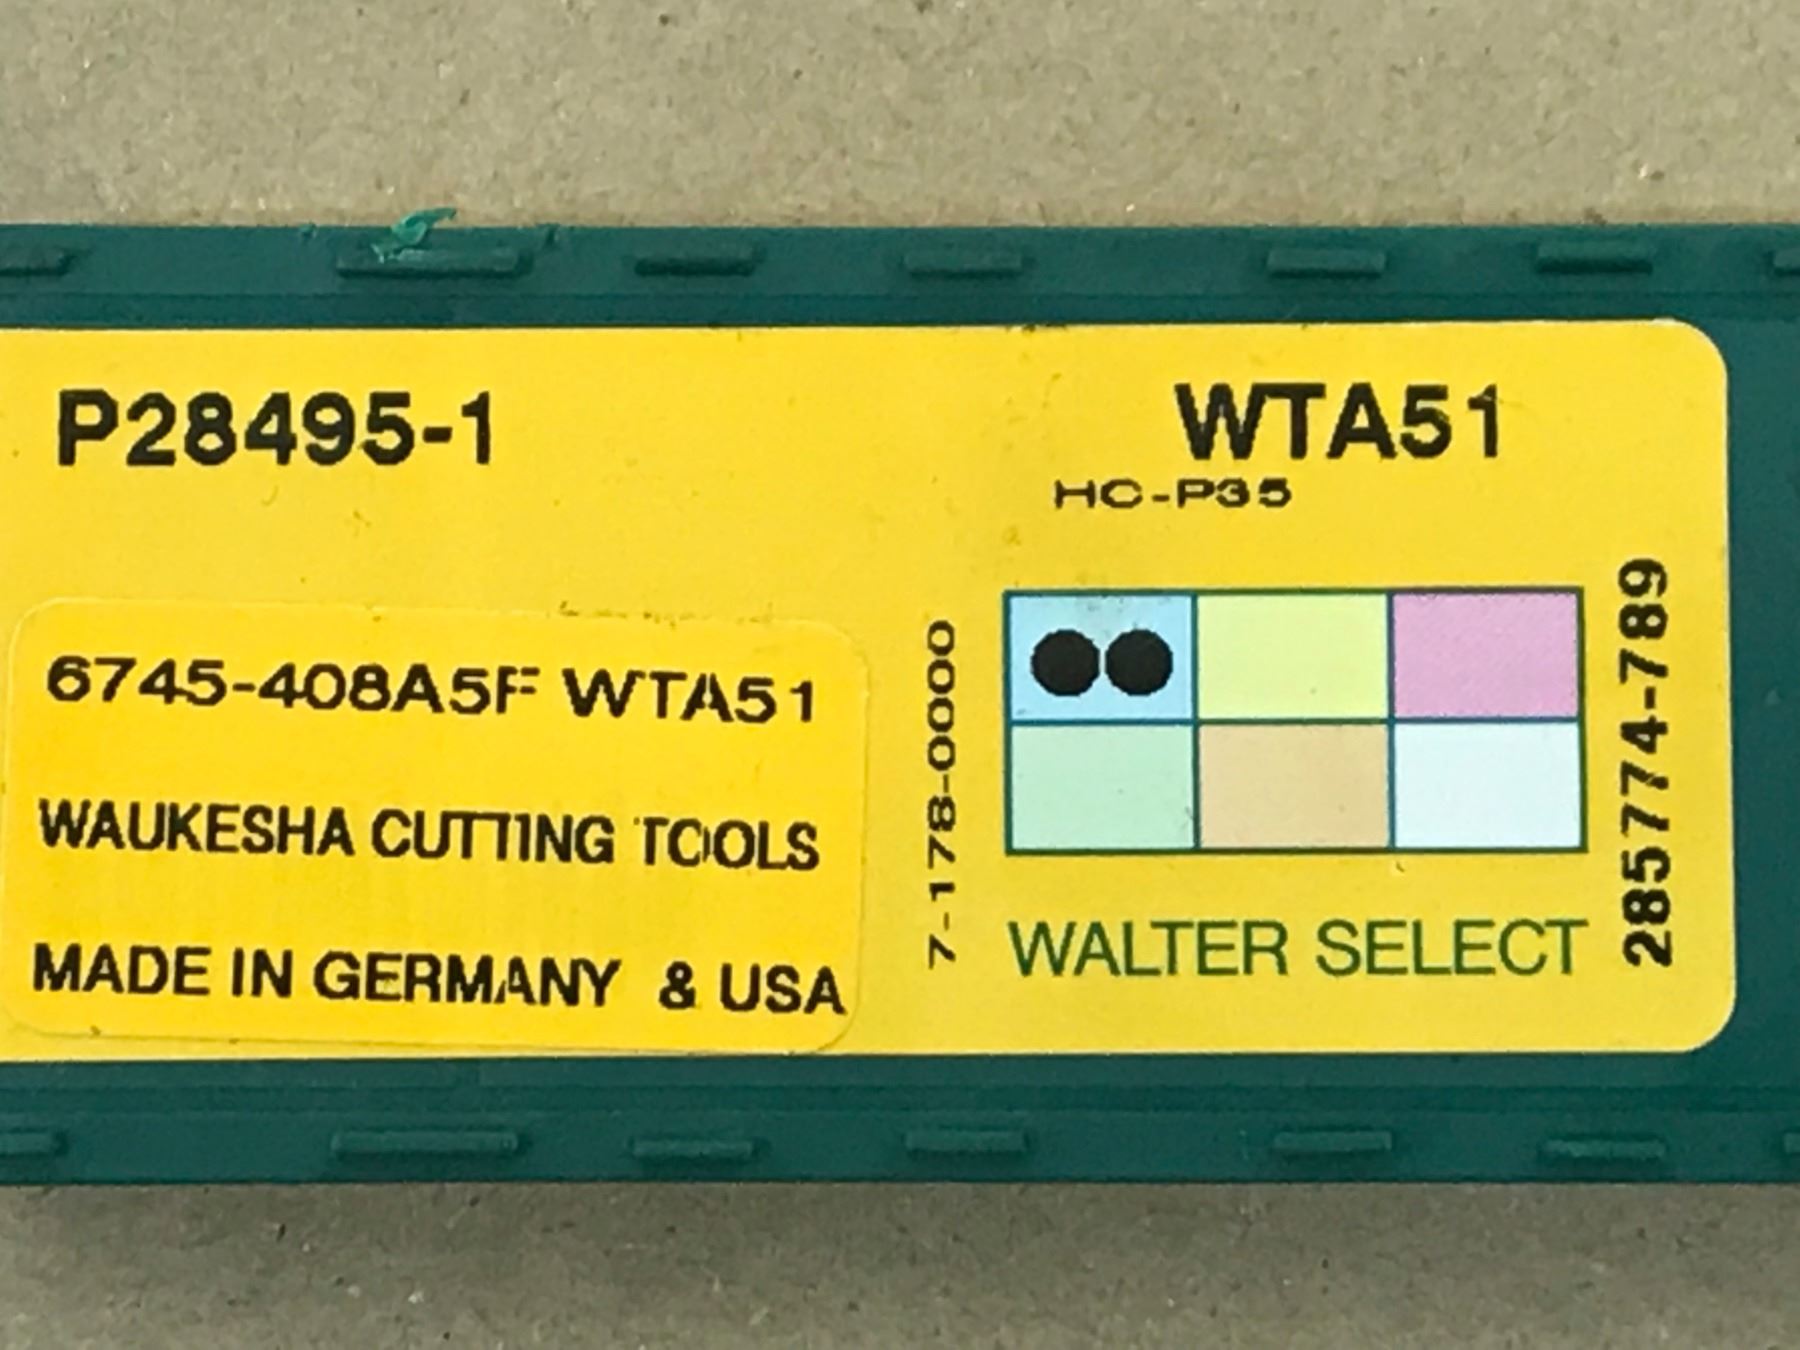 P28495-1
WTA51
HC-P35
6745-408A5F WTA51
WAUKESHA CUTTING TOOLS
MADE IN GERMANY & USA
7-178-0000
WALTER SELECT
285774-789